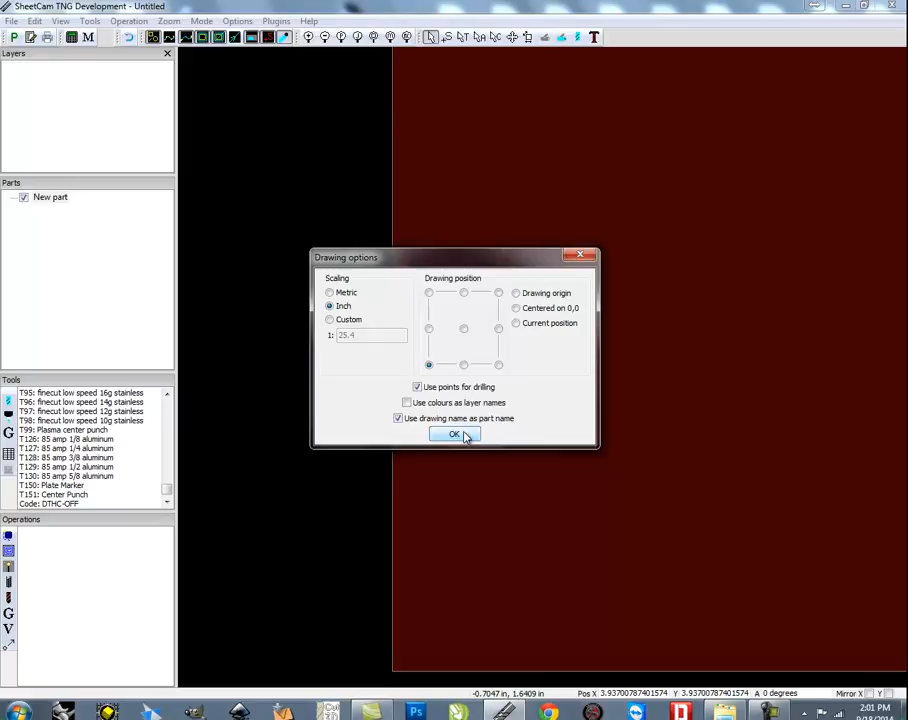 SheetCam TNG Development - Untitled
File Edit View Tools Operation Zoom Mode Options Plugins Help
P M T
Layers
Parts
New part
Drawing options
Scaling
Metric
Inch
Custom
1: 25.4
Drawing position
Drawing origin
Centered on 0,0
Current position
Use points for drilling
Use colours as layer names
Use drawing name as part name
OK
Tools
T95: finecut low speed 16g stainless
T96: finecut low speed 14g stainless
T97: finecut low speed 12g stainless
T98: finecut low speed 10g stainless
T99: Plasma center punch
T126: 85 amp 1/8 aluminum
T127: 85 amp 1/4 aluminum
T128: 85 amp 3/8 aluminum
T129: 85 amp 1/2 aluminum
T130: 85 amp 5/8 aluminum
T150: Plate Marker
T151: Center Punch
Code: DTHC-OFF
G
Operations
G
V
-0.7047 in, 1.6409 in Pos X 3.93700787401574 Y 3.93700787401574 A 0 degrees Mirror X Y
Ps
2:01 PM
9/18/2014